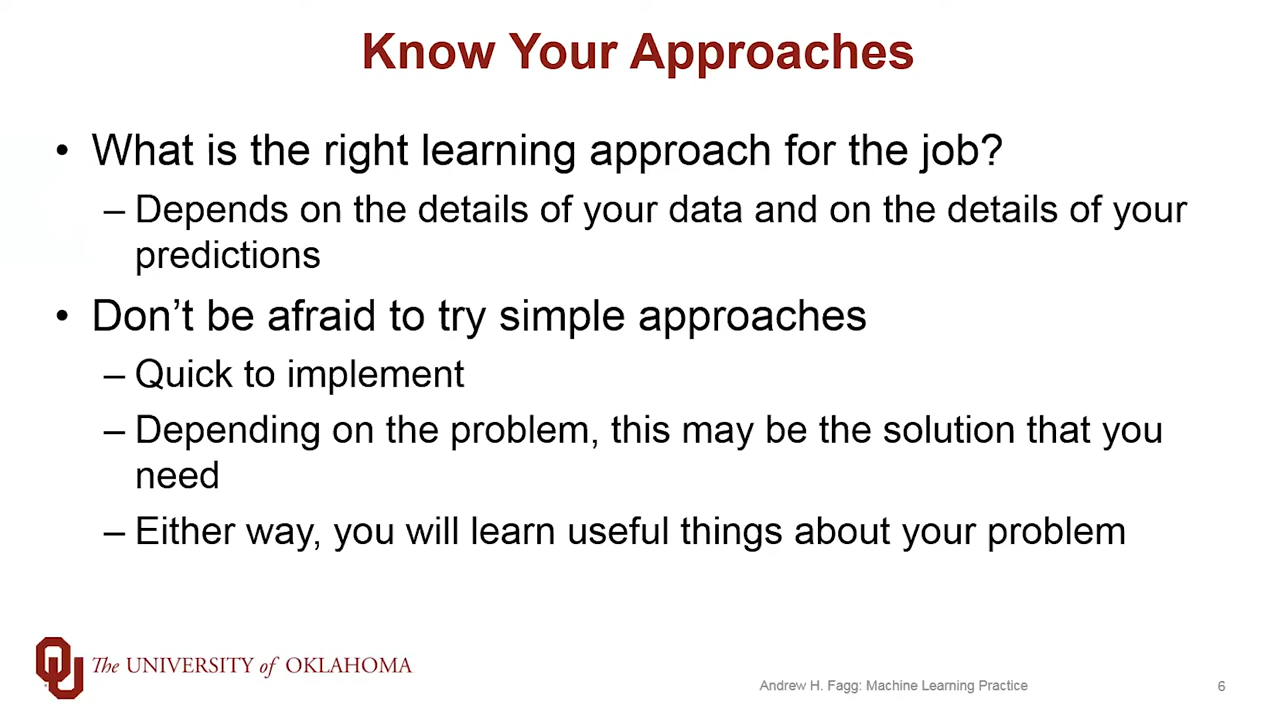 Know Your Approaches
• What is the right learning approach for the job?
– Depends on the details of your data and on the details of your
predictions
• Don’t be afraid to try simple approaches
– Quick to implement
– Depending on the problem, this may be the solution that you
need
– Either way, you will learn useful things about your problem
OU The UNIVERSITY of OKLAHOMA
Andrew H. Fagg: Machine Learning Practice
6